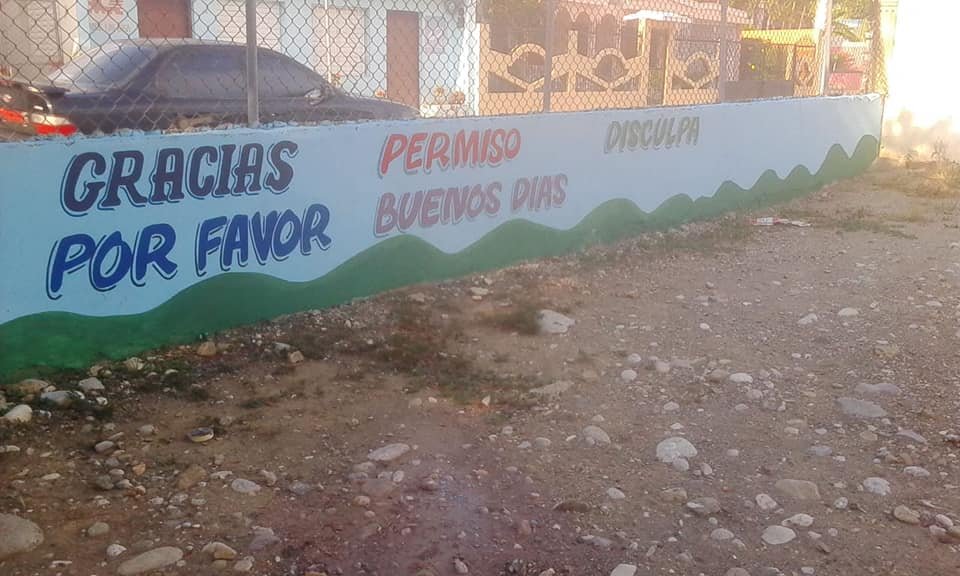 GRACIAS
POR FAVOR
PERMISO
BUENOS DIAS
DISCULPA